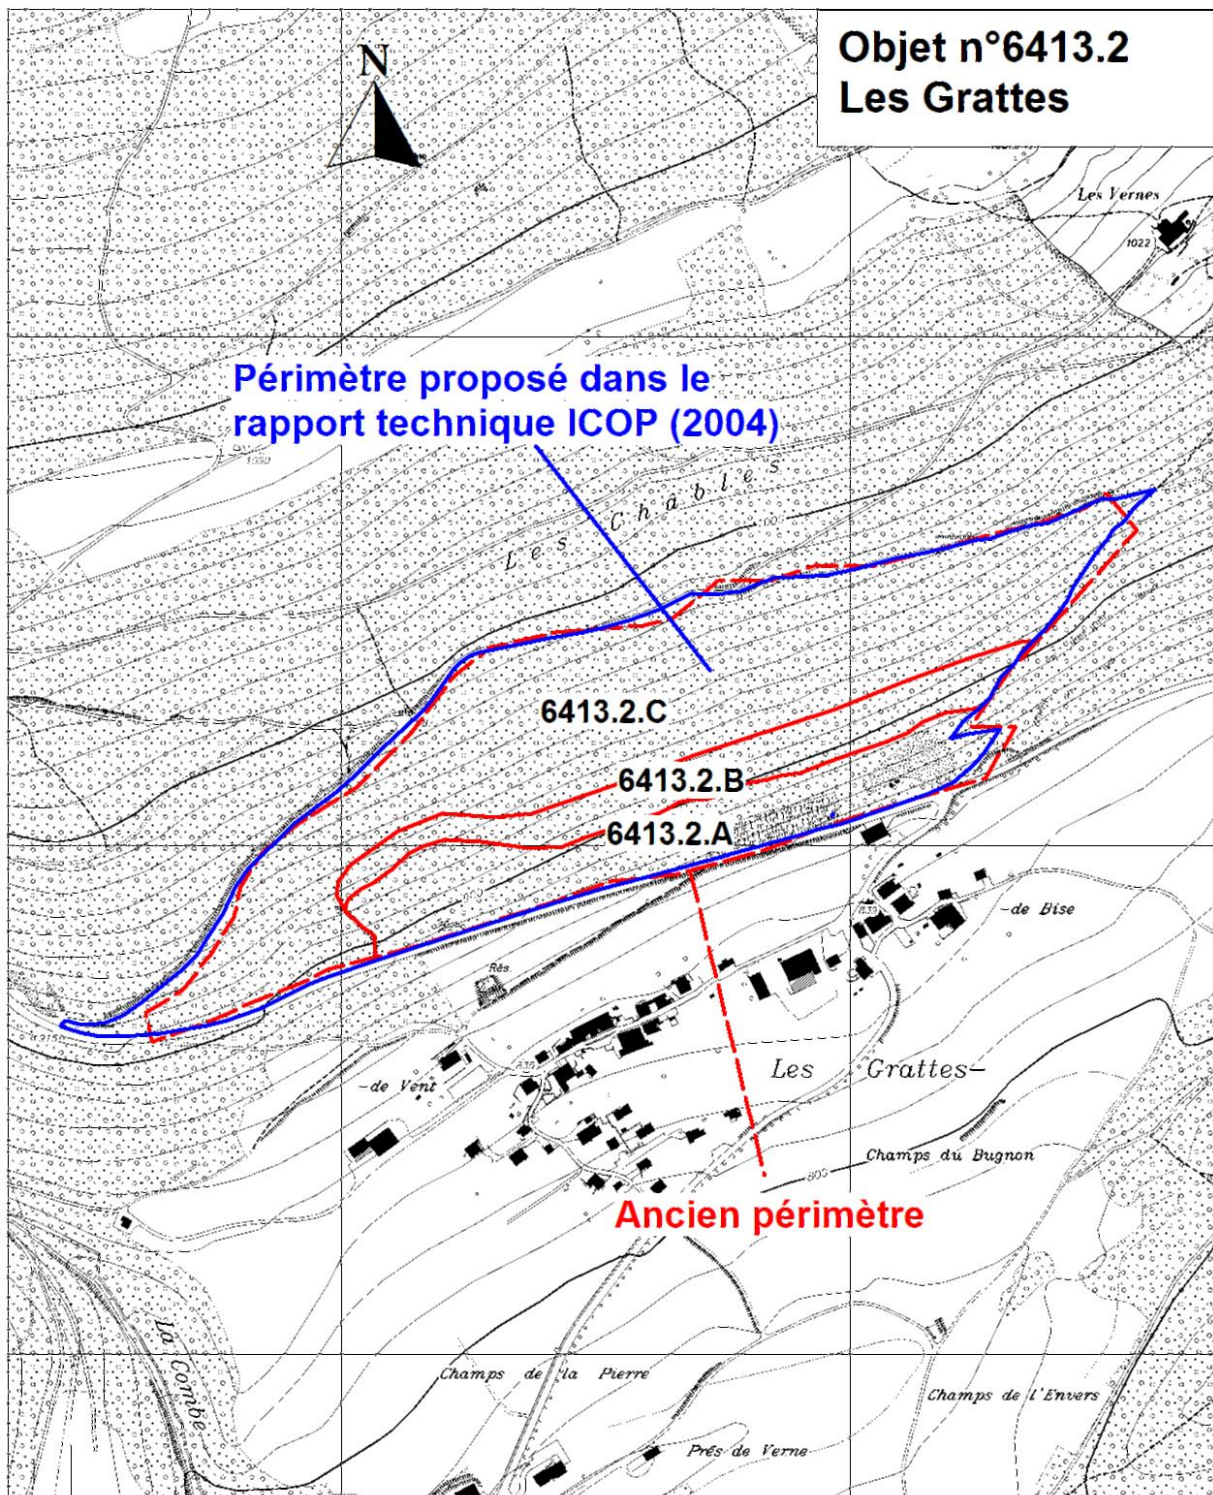 Objet n°6413.2
Les Grattes
N
Les Vernes
1022
Périmètre proposé dans le
rapport technique ICOP (2004)
Les Chables
6413.2.C
6413.2.B
6413.2.A
-de Bise
Rés.
-de Vent
Les Grattes-
Champs du Bugnon
800
Ancien périmètre
La Combe
Champs de la Pierre
Champs de l'Envers
Prés de Verne